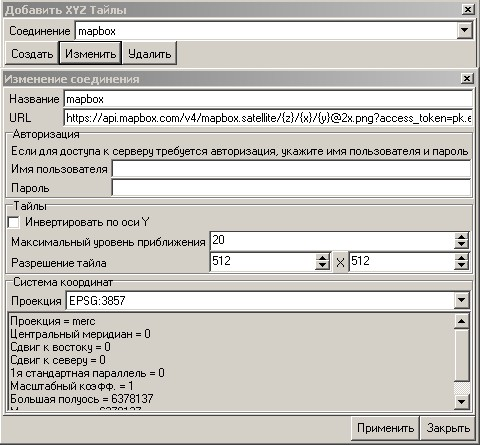 Добавить XYZ Тайлы
Соединение mapbox
Создать Изменить Удалить
Изменение соединения
Название mapbox
URL https://api.mapbox.com/v4/mapbox.satellite/{z}/{x}/{y}@2x.png?access_token=pk.e
Авторизация
Если для доступа к серверу требуется авторизация, укажите имя пользователя и пароль
Имя пользователя
Пароль
Тайлы
Инвертировать по оси Y
Максимальный уровень приближения 20
Разрешение тайла 512 X 512
Система координат
Проекция EPSG:3857
Проекция = merc
Центральный меридиан = 0
Сдвиг к востоку = 0
Сдвиг к северу = 0
1я стандартная параллель = 0
Масштабный коэфф. = 1
Большая полуось = 6378137
Применить Закрыть